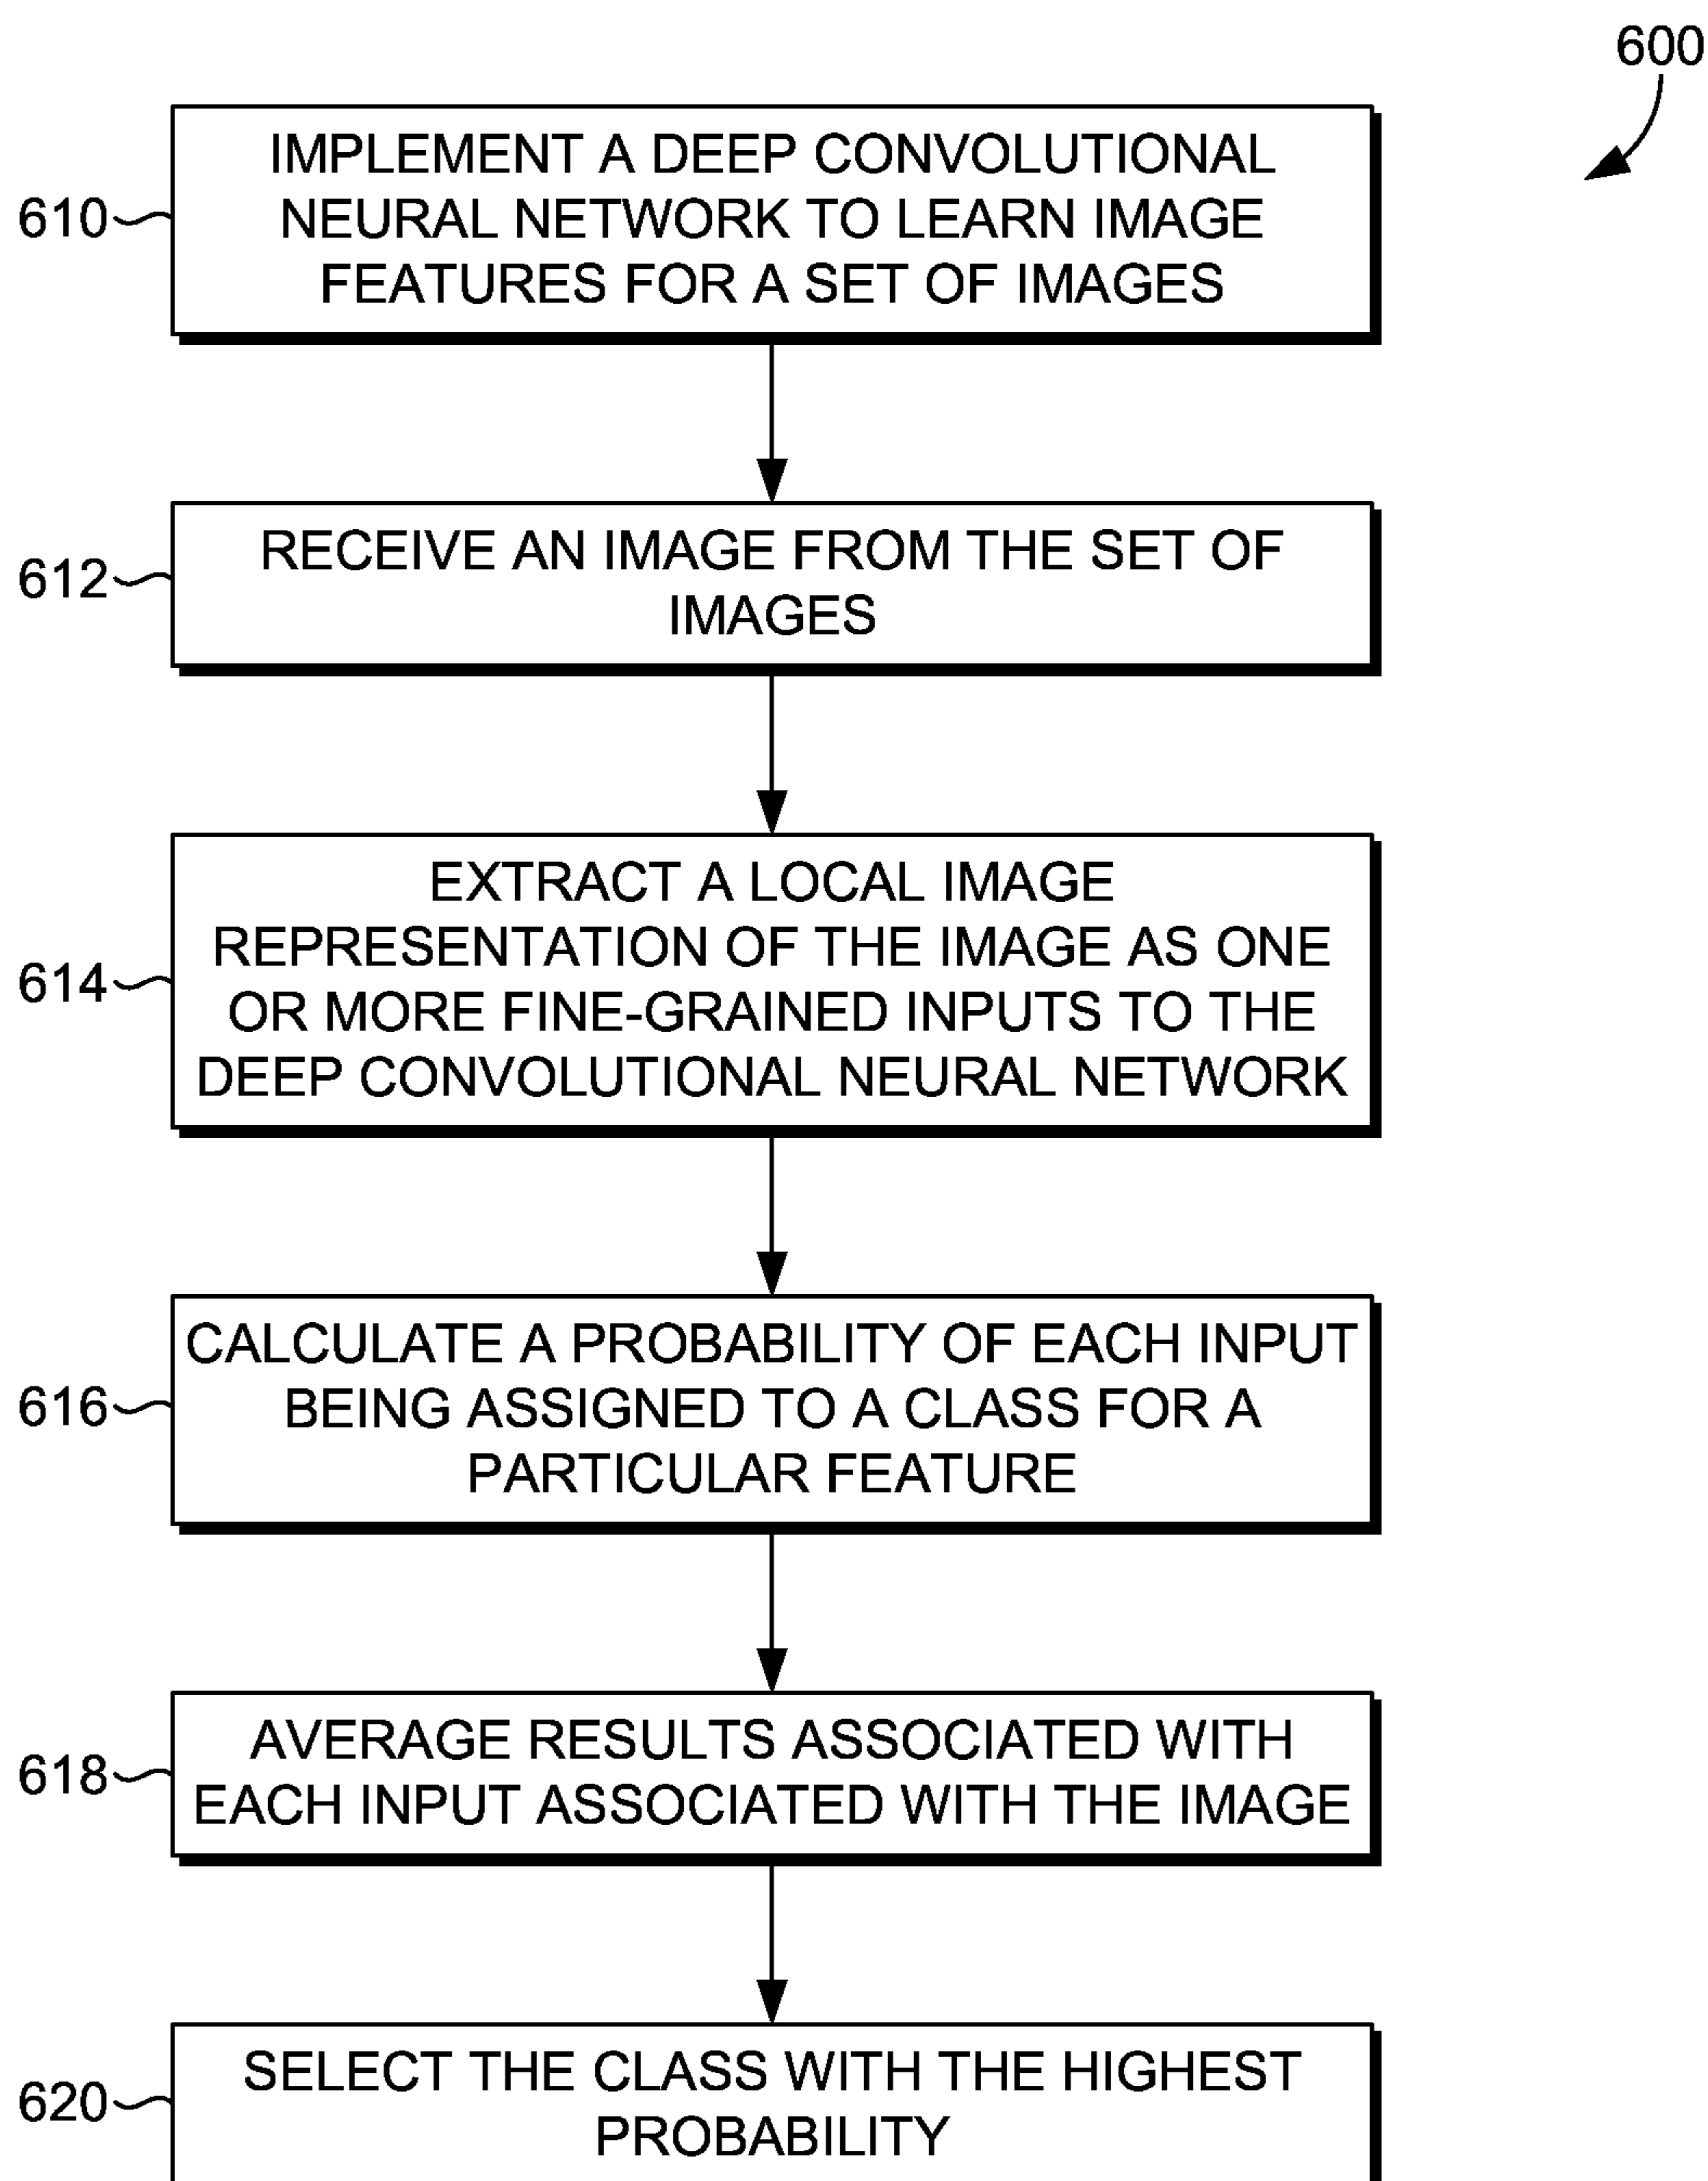 600
610
IMPLEMENT A DEEP CONVOLUTIONAL
NEURAL NETWORK TO LEARN IMAGE
FEATURES FOR A SET OF IMAGES
612
RECEIVE AN IMAGE FROM THE SET OF
IMAGES
614
EXTRACT A LOCAL IMAGE
REPRESENTATION OF THE IMAGE AS ONE
OR MORE FINE-GRAINED INPUTS TO THE
DEEP CONVOLUTIONAL NEURAL NETWORK
616
CALCULATE A PROBABILITY OF EACH INPUT
BEING ASSIGNED TO A CLASS FOR A
PARTICULAR FEATURE
618
AVERAGE RESULTS ASSOCIATED WITH
EACH INPUT ASSOCIATED WITH THE IMAGE
620
SELECT THE CLASS WITH THE HIGHEST
PROBABILITY